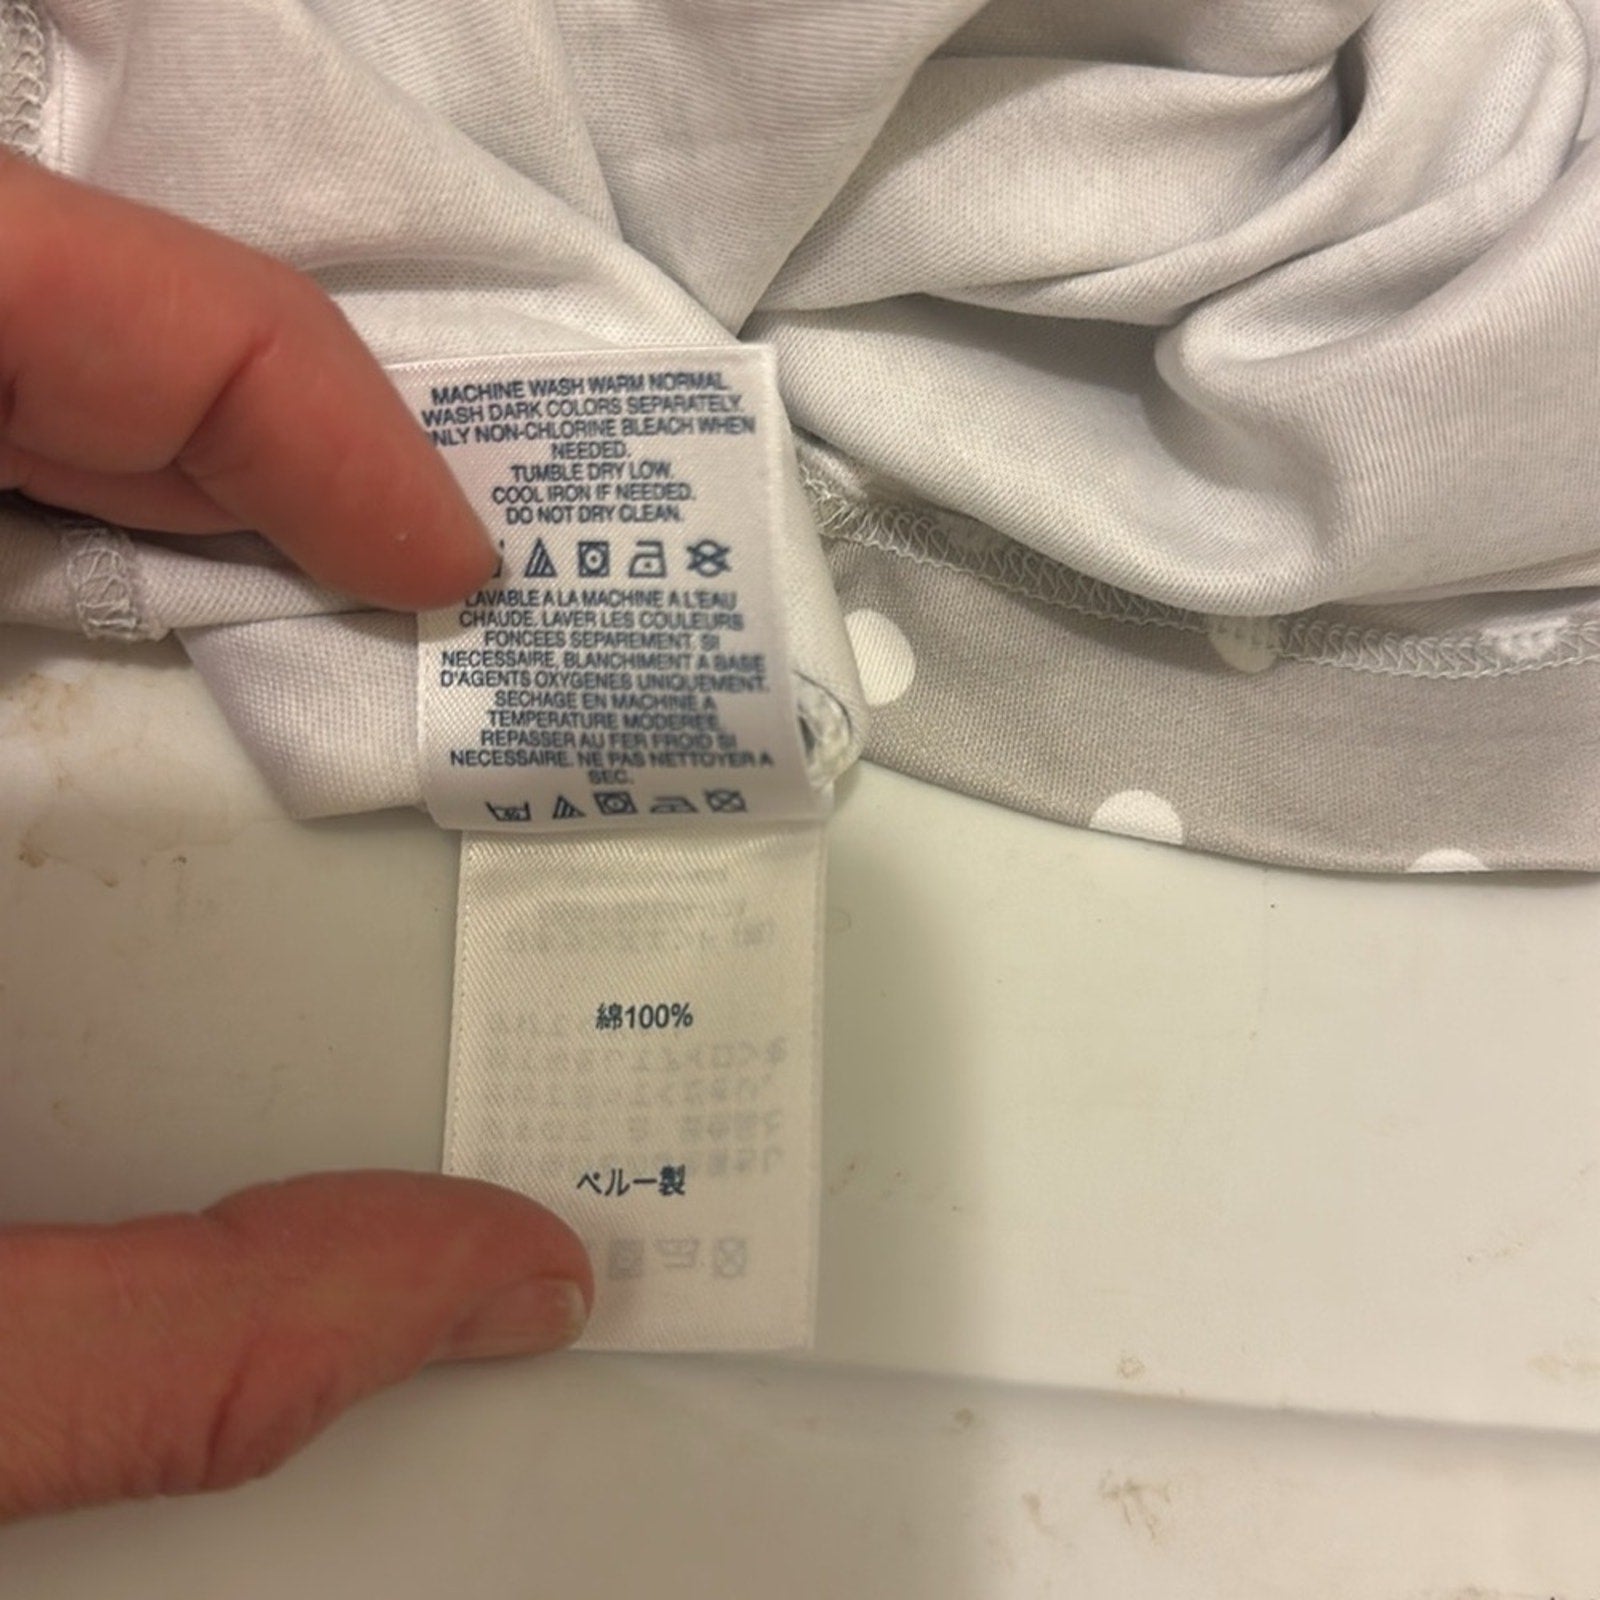 MACHINE WASH WARM NORMAL.
WASH DARK COLORS SEPARATELY.
NLY NON-CHLORINE BLEACH WHEN
NEEDED.
TUMBLE DRY LOW.
COOL IRON IF NEEDED.
DO NOT DRY CLEAN.
LAVABLE A LA MACHINE A L'EAU
CHAUDE. LAVER LES COULEURS
FONCEES SEPAREMENT. SI
NECESSAIRE, BLANCHIMENT A BASE
D'AGENTS OXYGENES UNIQUEMENT.
SECHAGE EN MACHINE A
TEMPERATURE MODEREE.
REPASSER AU FER FROID SI
NECESSAIRE. NE PAS NETTOYER A
SEC.
綿100%
ペルー製